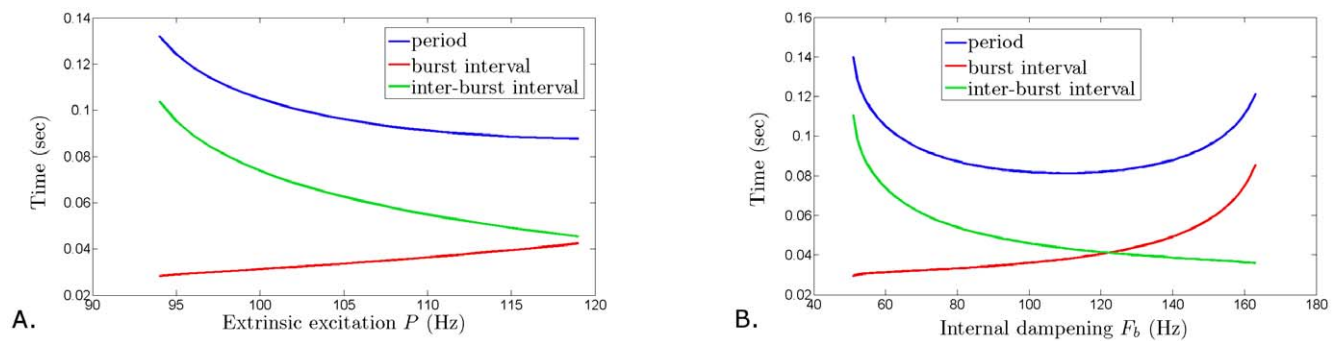 0.14
0.12
0.1
0.08
0.06
0.04
0.02
90
95
100
105
110
115
120
Time (sec)
Extrinsic excitation P (Hz)
period
burst interval
inter-burst interval
A.
0.16
0.14
0.12
0.1
0.08
0.06
0.04
0.02
40
60
80
100
120
140
160
180
Time (sec)
Internal dampening F_b (Hz)
period
burst interval
inter-burst interval
B.